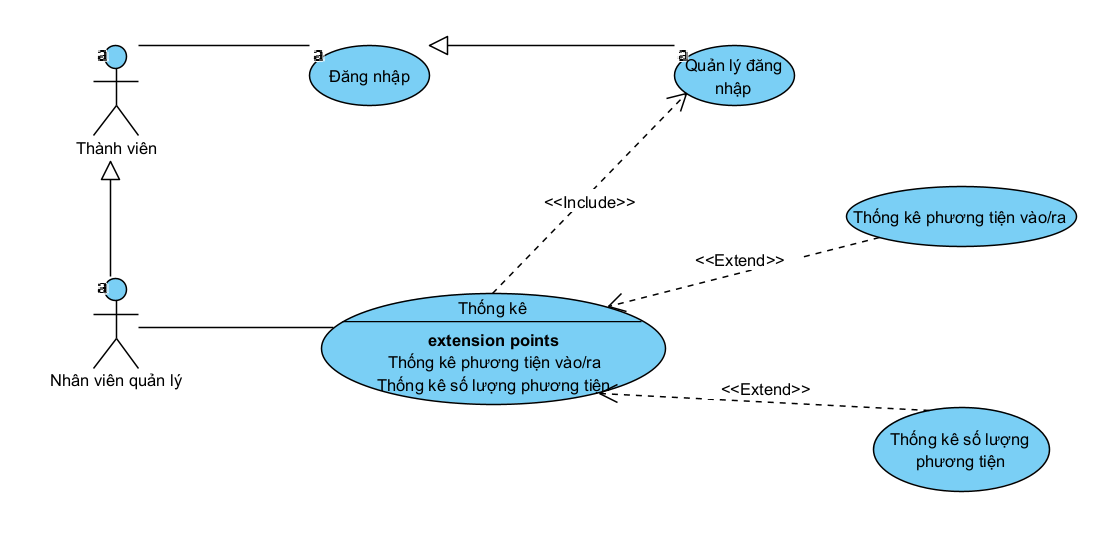 a
a
a
Đăng nhập
Quản lý đăng
nhập
Thành viên
<<Include>>
Thống kê phương tiện vào/ra
<<Extend>>
a
Thống kê
extension points
Thống kê phương tiện vào/ra
Thống kê số lượng phương tiện
Nhân viên quản lý
<<Extend>>
Thống kê số lượng
phương tiện